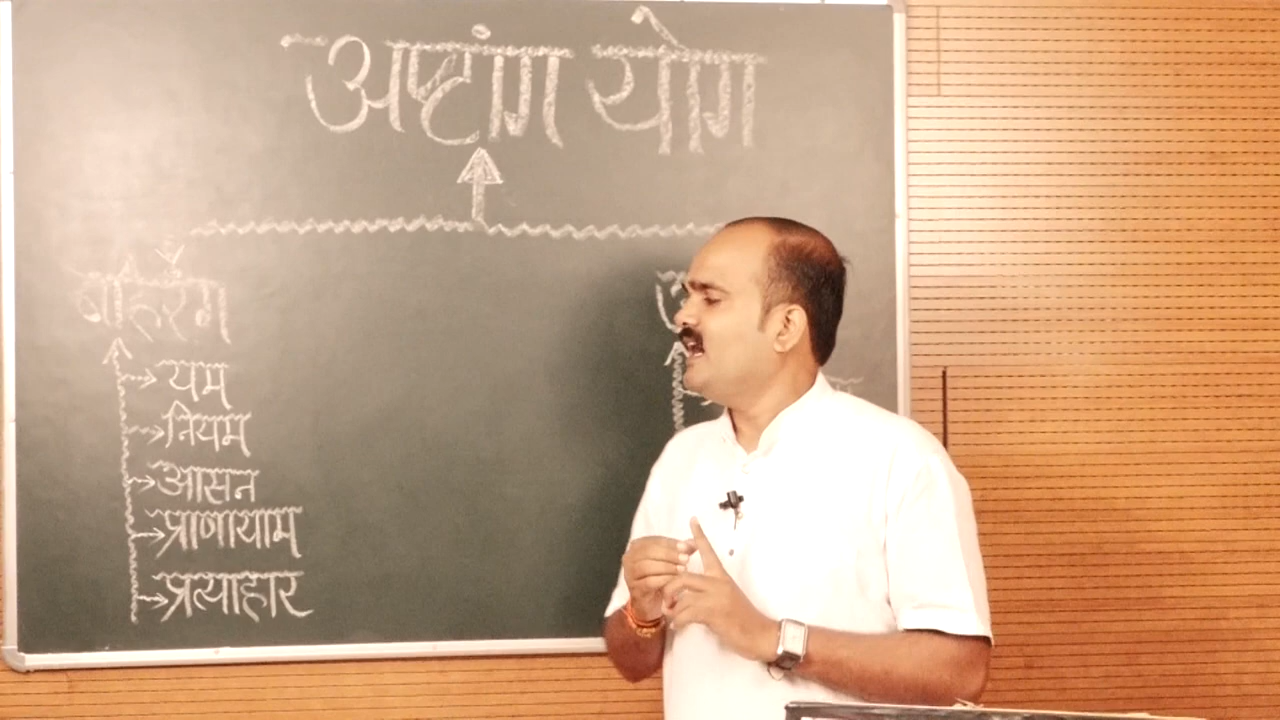 अष्टांग योग
बहिरंग
यम
नियम
आसन
प्राणायाम
प्रत्याहार